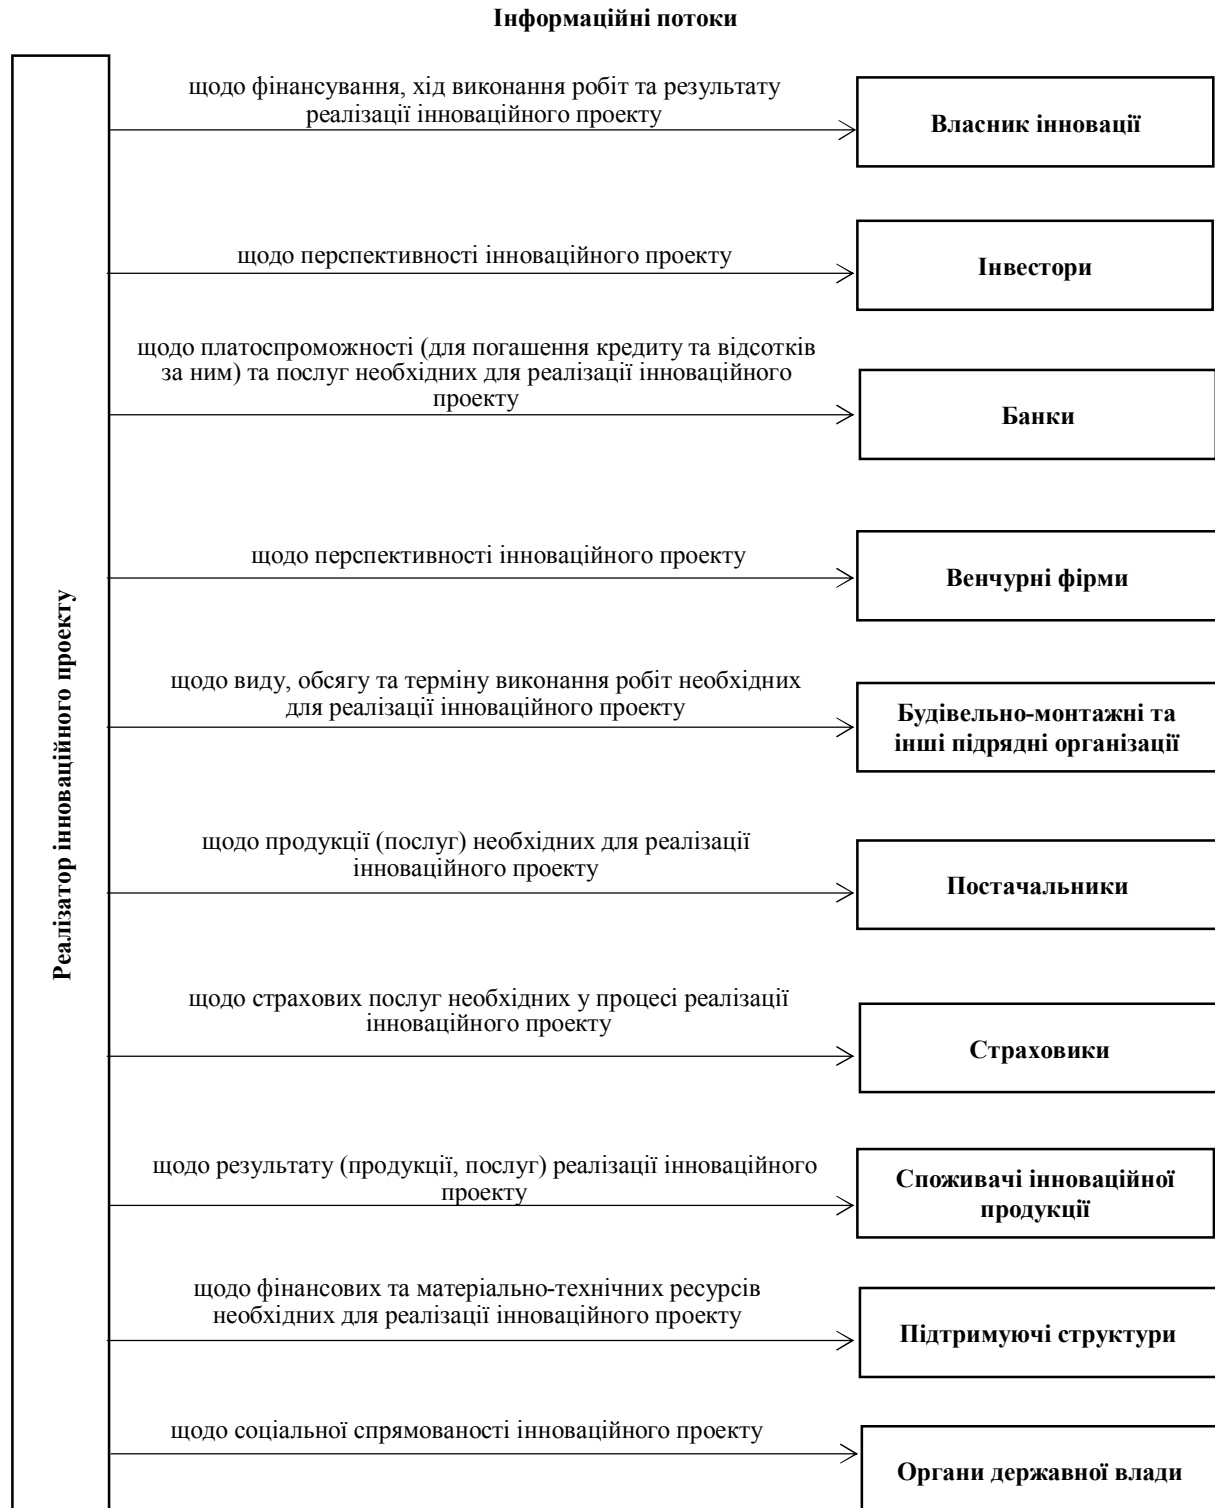 Інформаційні потоки
Реалізатор інноваційного проекту
щодо фінансування, хід виконання робіт та результату
реалізації інноваційного проекту
Власник інновації
щодо перспективності інноваційного проекту
Інвестори
щодо платоспроможності (для погашення кредиту та відсотків
за ним) та послуг необхідних для реалізації інноваційного
проекту
Банки
щодо перспективності інноваційного проекту
Венчурні фірми
щодо виду, обсягу та терміну виконання робіт необхідних
для реалізації інноваційного проекту
Будівельно-монтажні та
інші підрядні організації
щодо продукції (послуг) необхідних для реалізації
інноваційного проекту
Постачальники
щодо страхових послуг необхідних у процесі реалізації
інноваційного проекту
Страховики
щодо результату (продукції, послуг) реалізації інноваційного
проекту
Споживачі інноваційної
продукції
щодо фінансових та матеріально-технічних ресурсів
необхідних для реалізації інноваційного проекту
Підтримуючі структури
щодо соціальної спрямованості інноваційного проекту
Органи державної влади